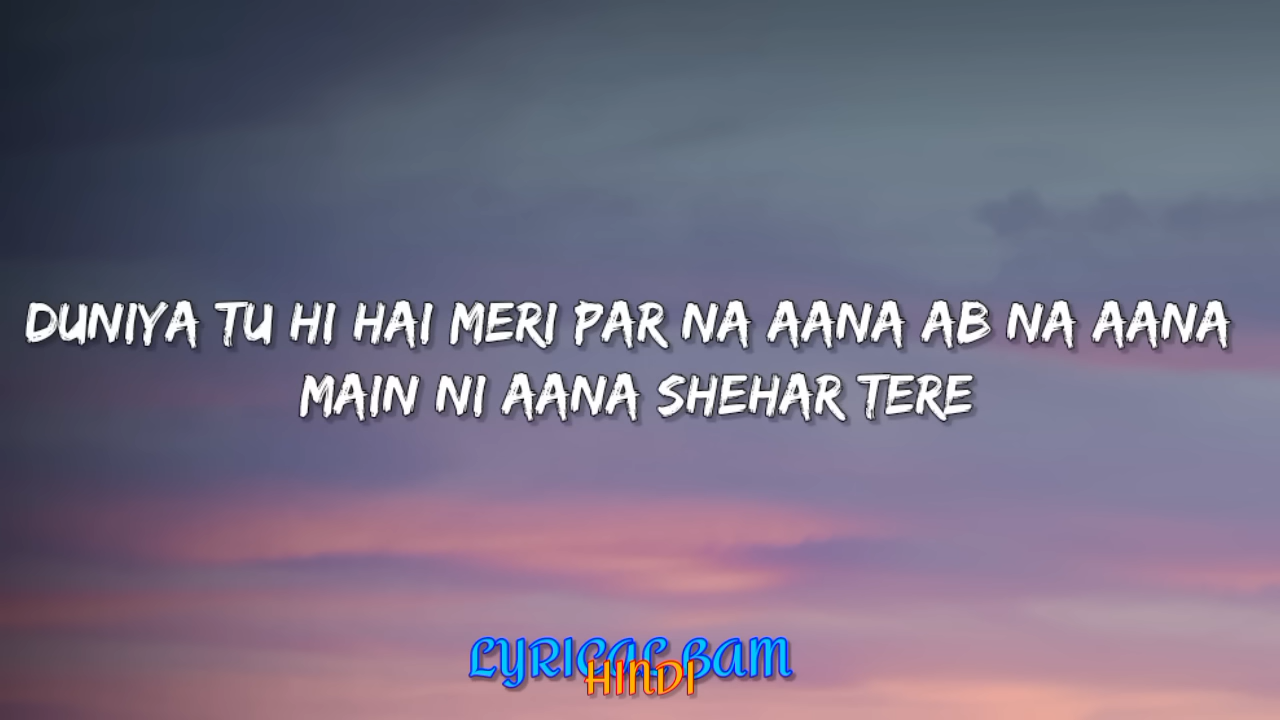 DUNIYA TU HI HAI MERI PAR NA AANA AB NA AANA
MAIN NI AANA SHEHAR TERE
LYRICAL BAM
HINDI